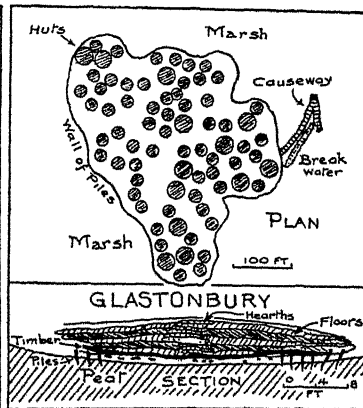 Huts
Marsh
Causeway
Wall of Piles
Break
water
PLAN
Marsh
100 FT.
GLASTONBURY
Hearths
Floors
Timber
Piles
Peat
SECTION
0 4 8
FT